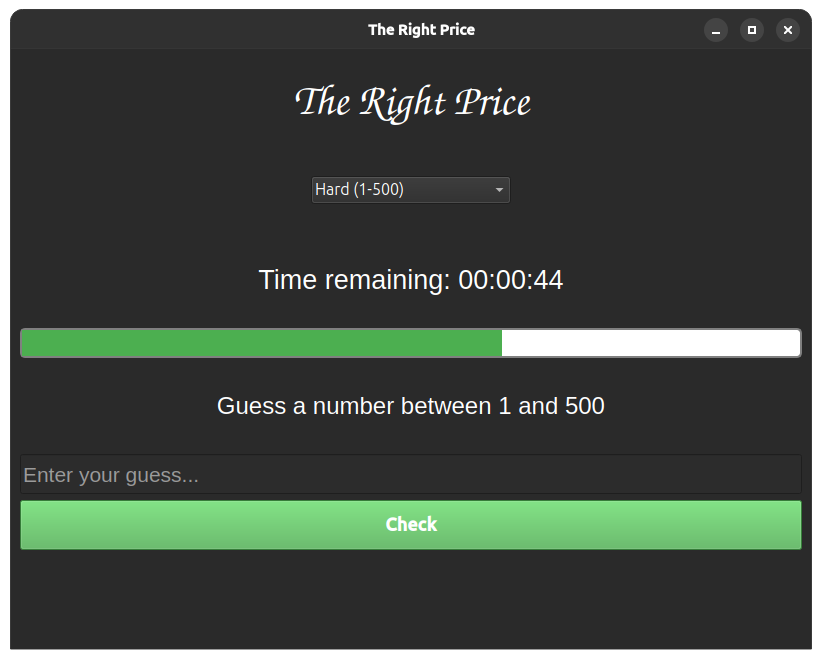 The Right Price
The Right Price
Hard (1-500)
Time remaining: 00:00:44
Guess a number between 1 and 500
Enter your guess...
Check